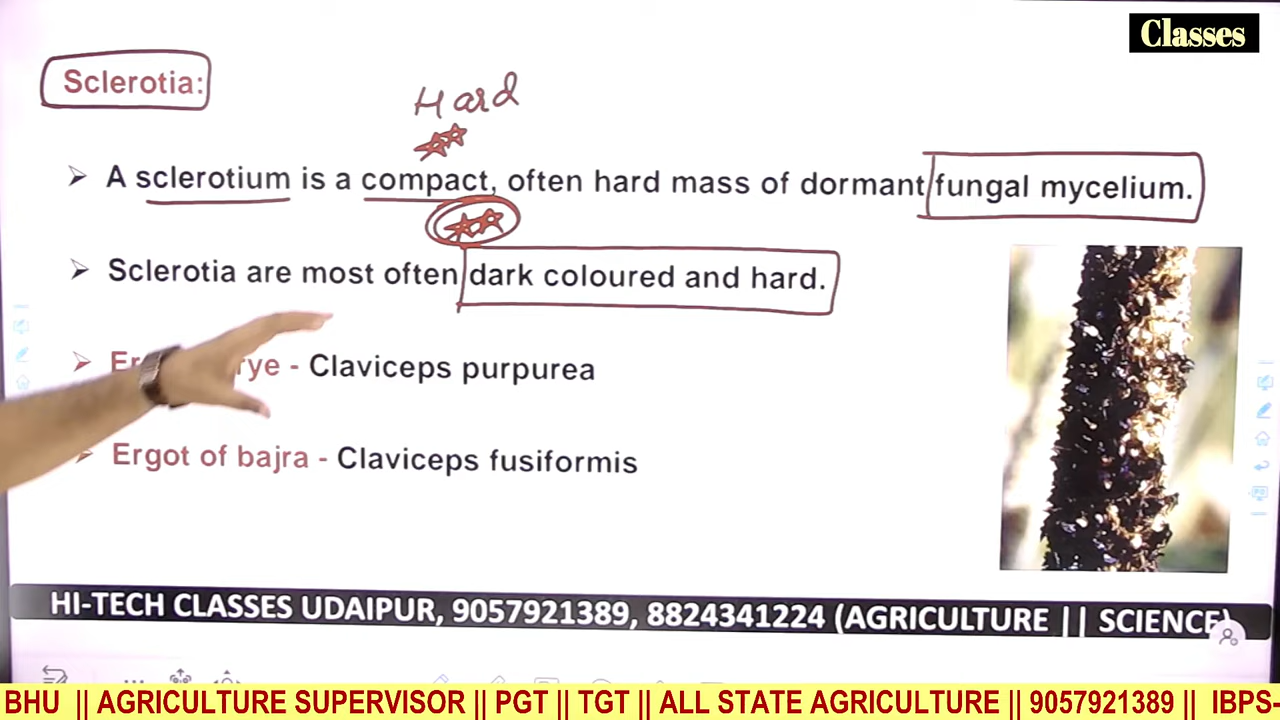 Classes
Sclerotia:
Hard
A sclerotium is a compact, often hard mass of dormant fungal mycelium.
Sclerotia are most often dark coloured and hard.
rye - Claviceps purpurea
Ergot of bajra - Claviceps fusiformis
HI-TECH CLASSES UDAIPUR, 9057921389, 8824341224 (AGRICULTURE || SCIENCE)
BHU || AGRICULTURE SUPERVISOR || PGT || TGT || ALL STATE AGRICULTURE || 9057921389 || IBPS-